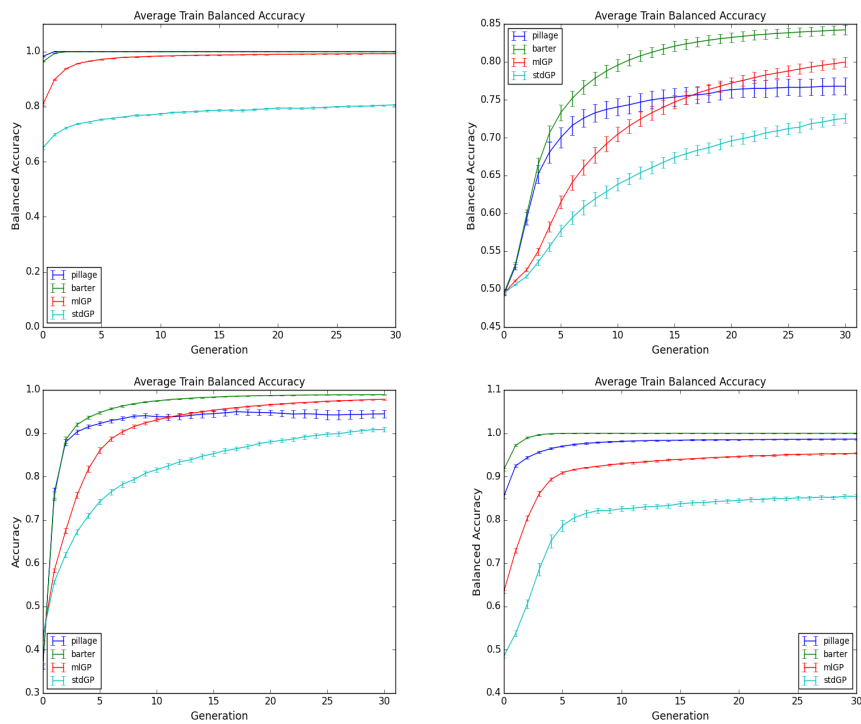 Average Train Balanced Accuracy
Balanced Accuracy
1.0
0.8
0.6
0.4
0.2
0.0
pillage
barter
mlGP
stdGP
0 5 10 15 20 25 30
Generation
Average Train Balanced Accuracy
Balanced Accuracy
0.85
0.80
0.75
0.70
0.65
0.60
0.55
0.50
0.45
pillage
barter
mlGP
stdGP
0 5 10 15 20 25 30
Generation
Average Train Balanced Accuracy
Accuracy
1.0
0.9
0.8
0.7
0.6
0.5
0.4
0.3
pillage
barter
mlGP
stdGP
0 5 10 15 20 25 30
Generation
Average Train Balanced Accuracy
Balanced Accuracy
1.1
1.0
0.9
0.8
0.7
0.6
0.5
0.4
pillage
barter
mlGP
stdGP
0 5 10 15 20 25 30
Generation